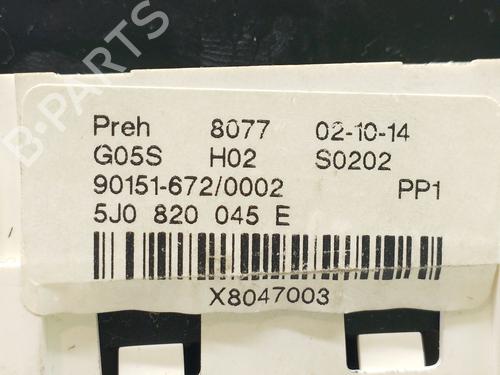 B-PARTS
Preh 8077 02-10-14
G05S H02 S0202
90151-672/0002 PP1
5J0 820 045 E
X8047003